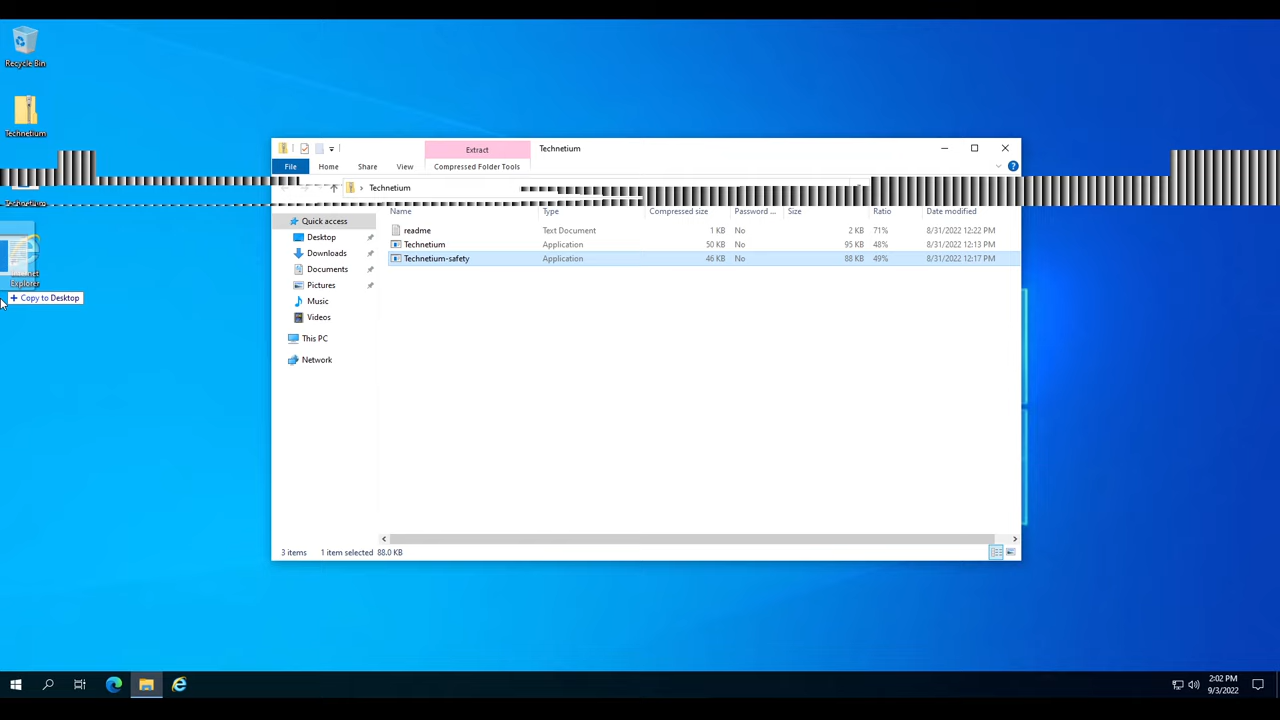 Recycle Bin
Technetium
Technetium
Internet
Explorer
Copy to Desktop
Extract
Technetium
File
Home
Share
View
Compressed Folder Tools
Technetium
Name
Type
Compressed size
Password ...
Size
Ratio
Date modified
Quick access
Desktop
Downloads
Documents
Pictures
Music
Videos
This PC
Network
readme
Text Document
1 KB
No
2 KB
71%
8/31/2022 12:22 PM
Technetium
Application
50 KB
No
95 KB
48%
8/31/2022 12:13 PM
Technetium-safety
Application
46 KB
No
88 KB
49%
8/31/2022 12:17 PM
3 items
1 item selected
88.0 KB
2:02 PM
9/3/2022